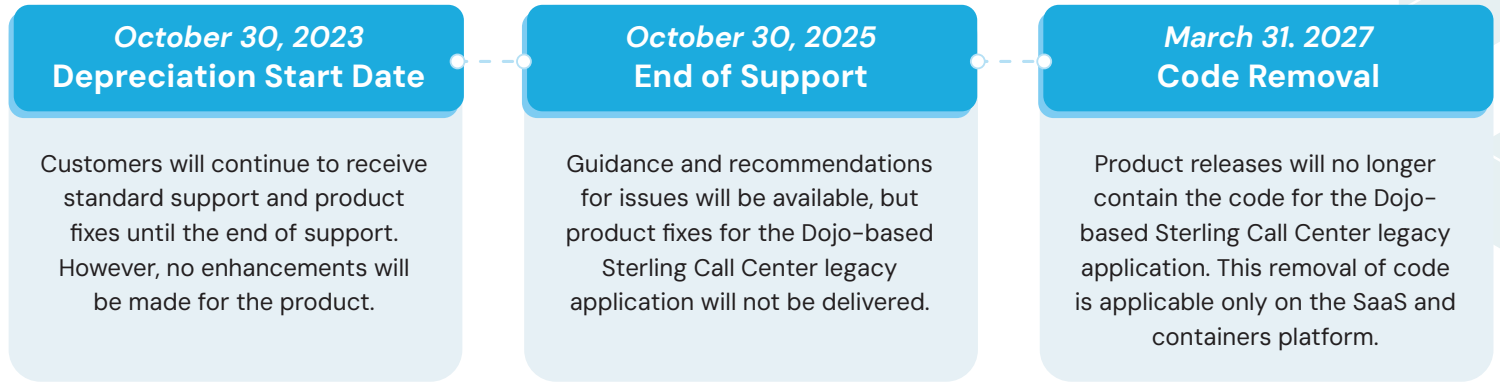 October 30, 2023
Depreciation Start Date
Customers will continue to receive
standard support and product
fixes until the end of support.
However, no enhancements will
be made for the product.
October 30, 2025
End of Support
Guidance and recommendations
for issues will be available, but
product fixes for the Dojo-based
Sterling Call Center legacy
application will not be delivered.
March 31. 2027
Code Removal
Product releases will no longer
contain the code for the Dojo-
based Sterling Call Center legacy
application. This removal of code
is applicable only on the SaaS and
containers platform.